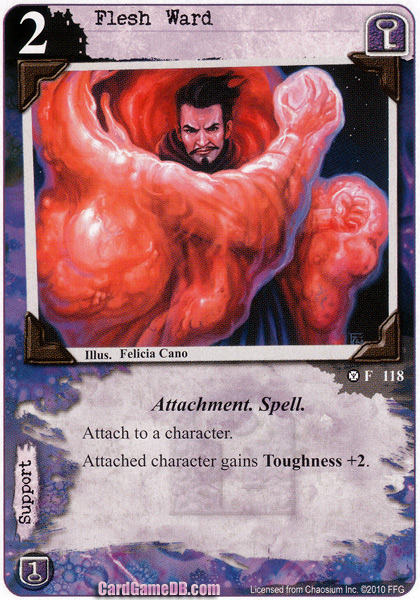 2 Flesh Ward
Illus. Felicia Cano
F 118
Attachment. Spell.
Attach to a character.
Attached character gains Toughness +2.
Support
1
CardGameDB.com
Licensed from Chaosium Inc. ©2010 FFG